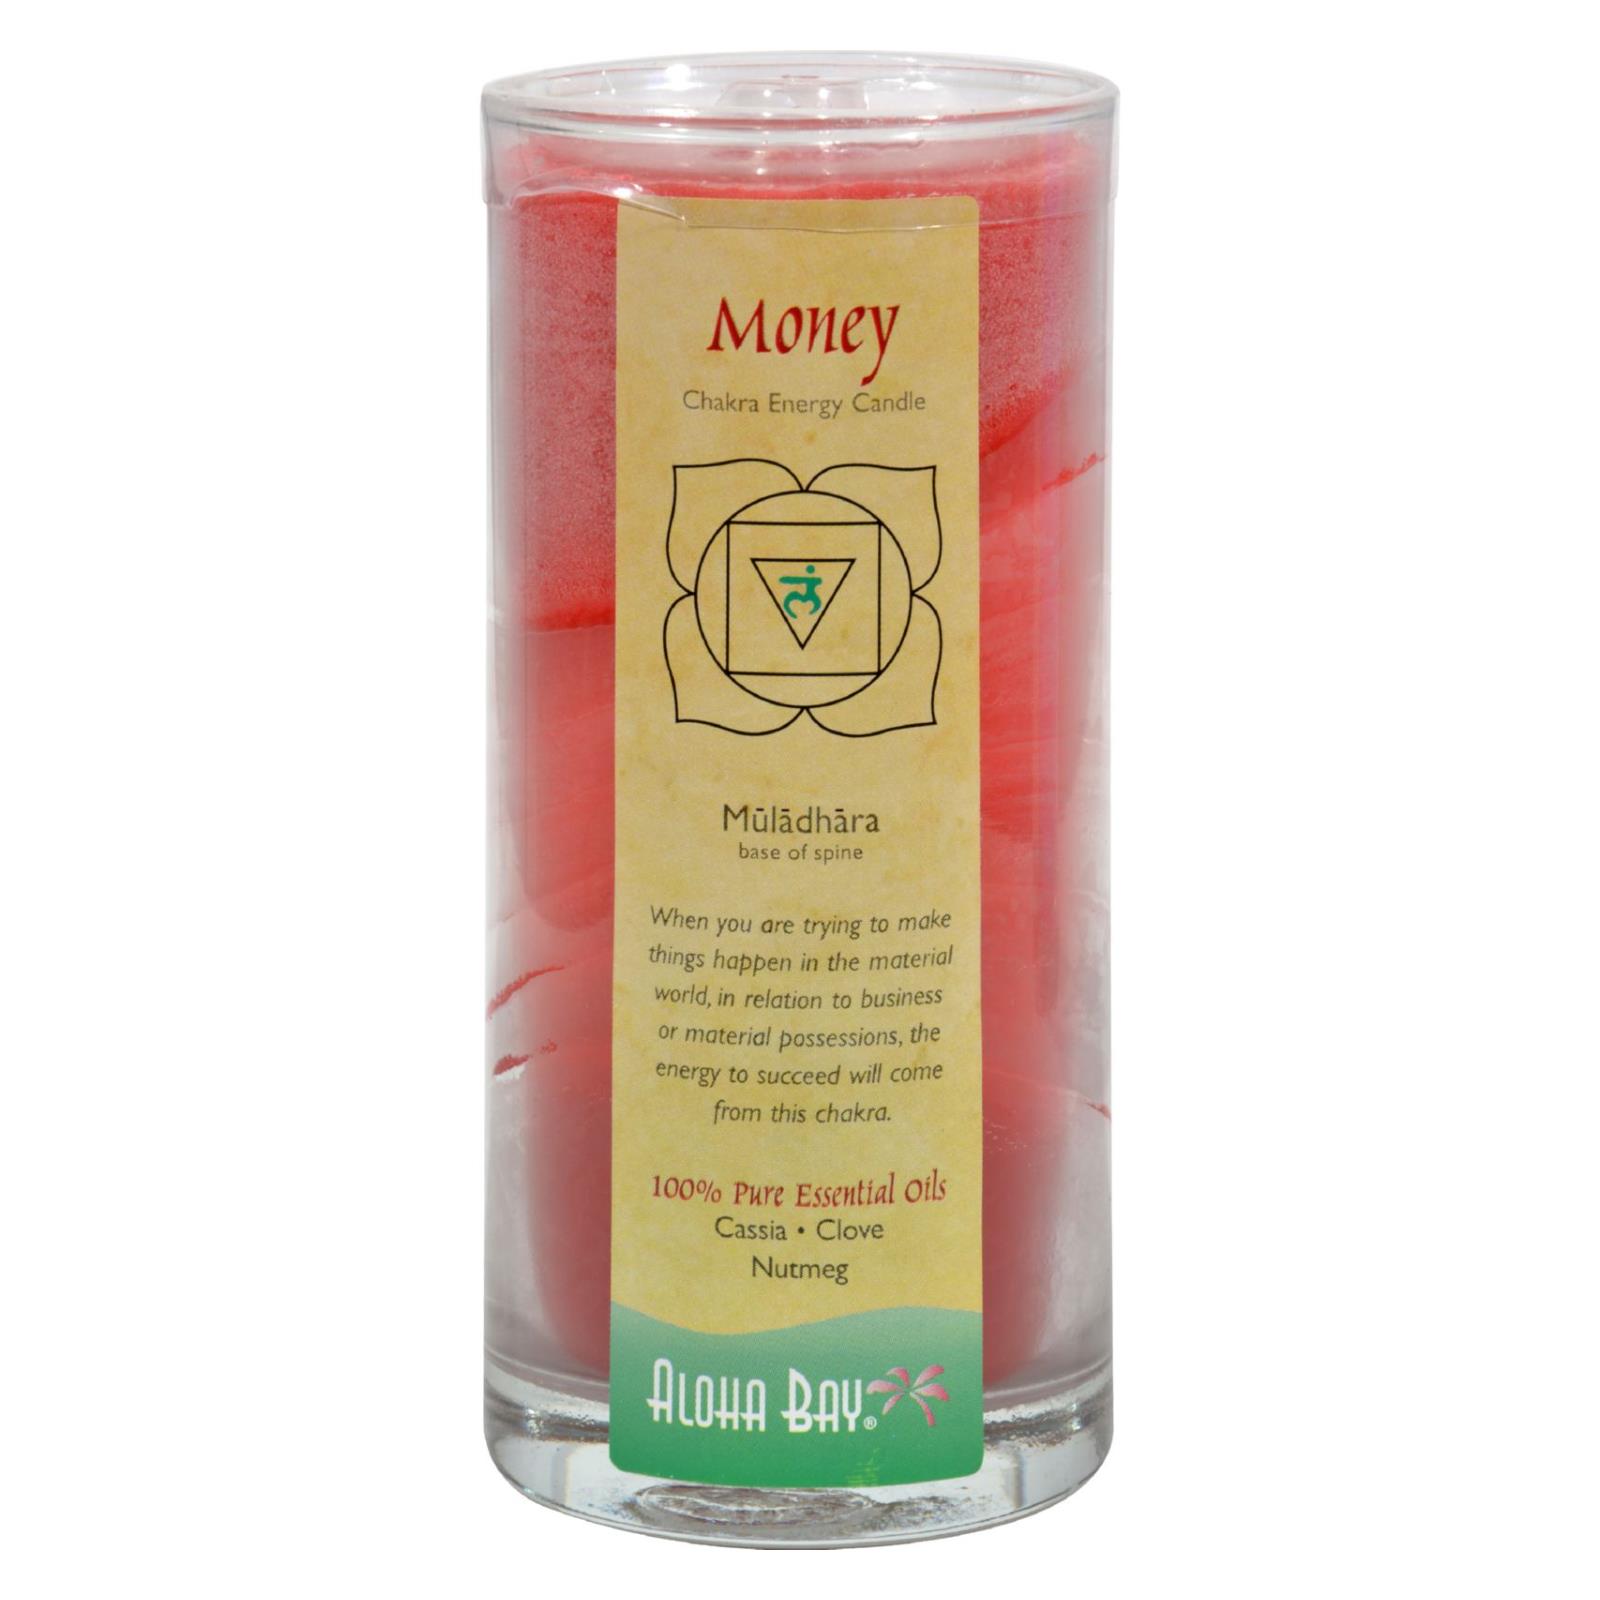 Money
Chakra Energy Candle
लं
Mūlādhāra
base of spine
When you are trying to make
things happen in the material
world, in relation to business
or material possessions, the
energy to succeed will come
from this chakra.
100% Pure Essential Oils
Cassia • Clove
Nutmeg
ALOHA BAY®